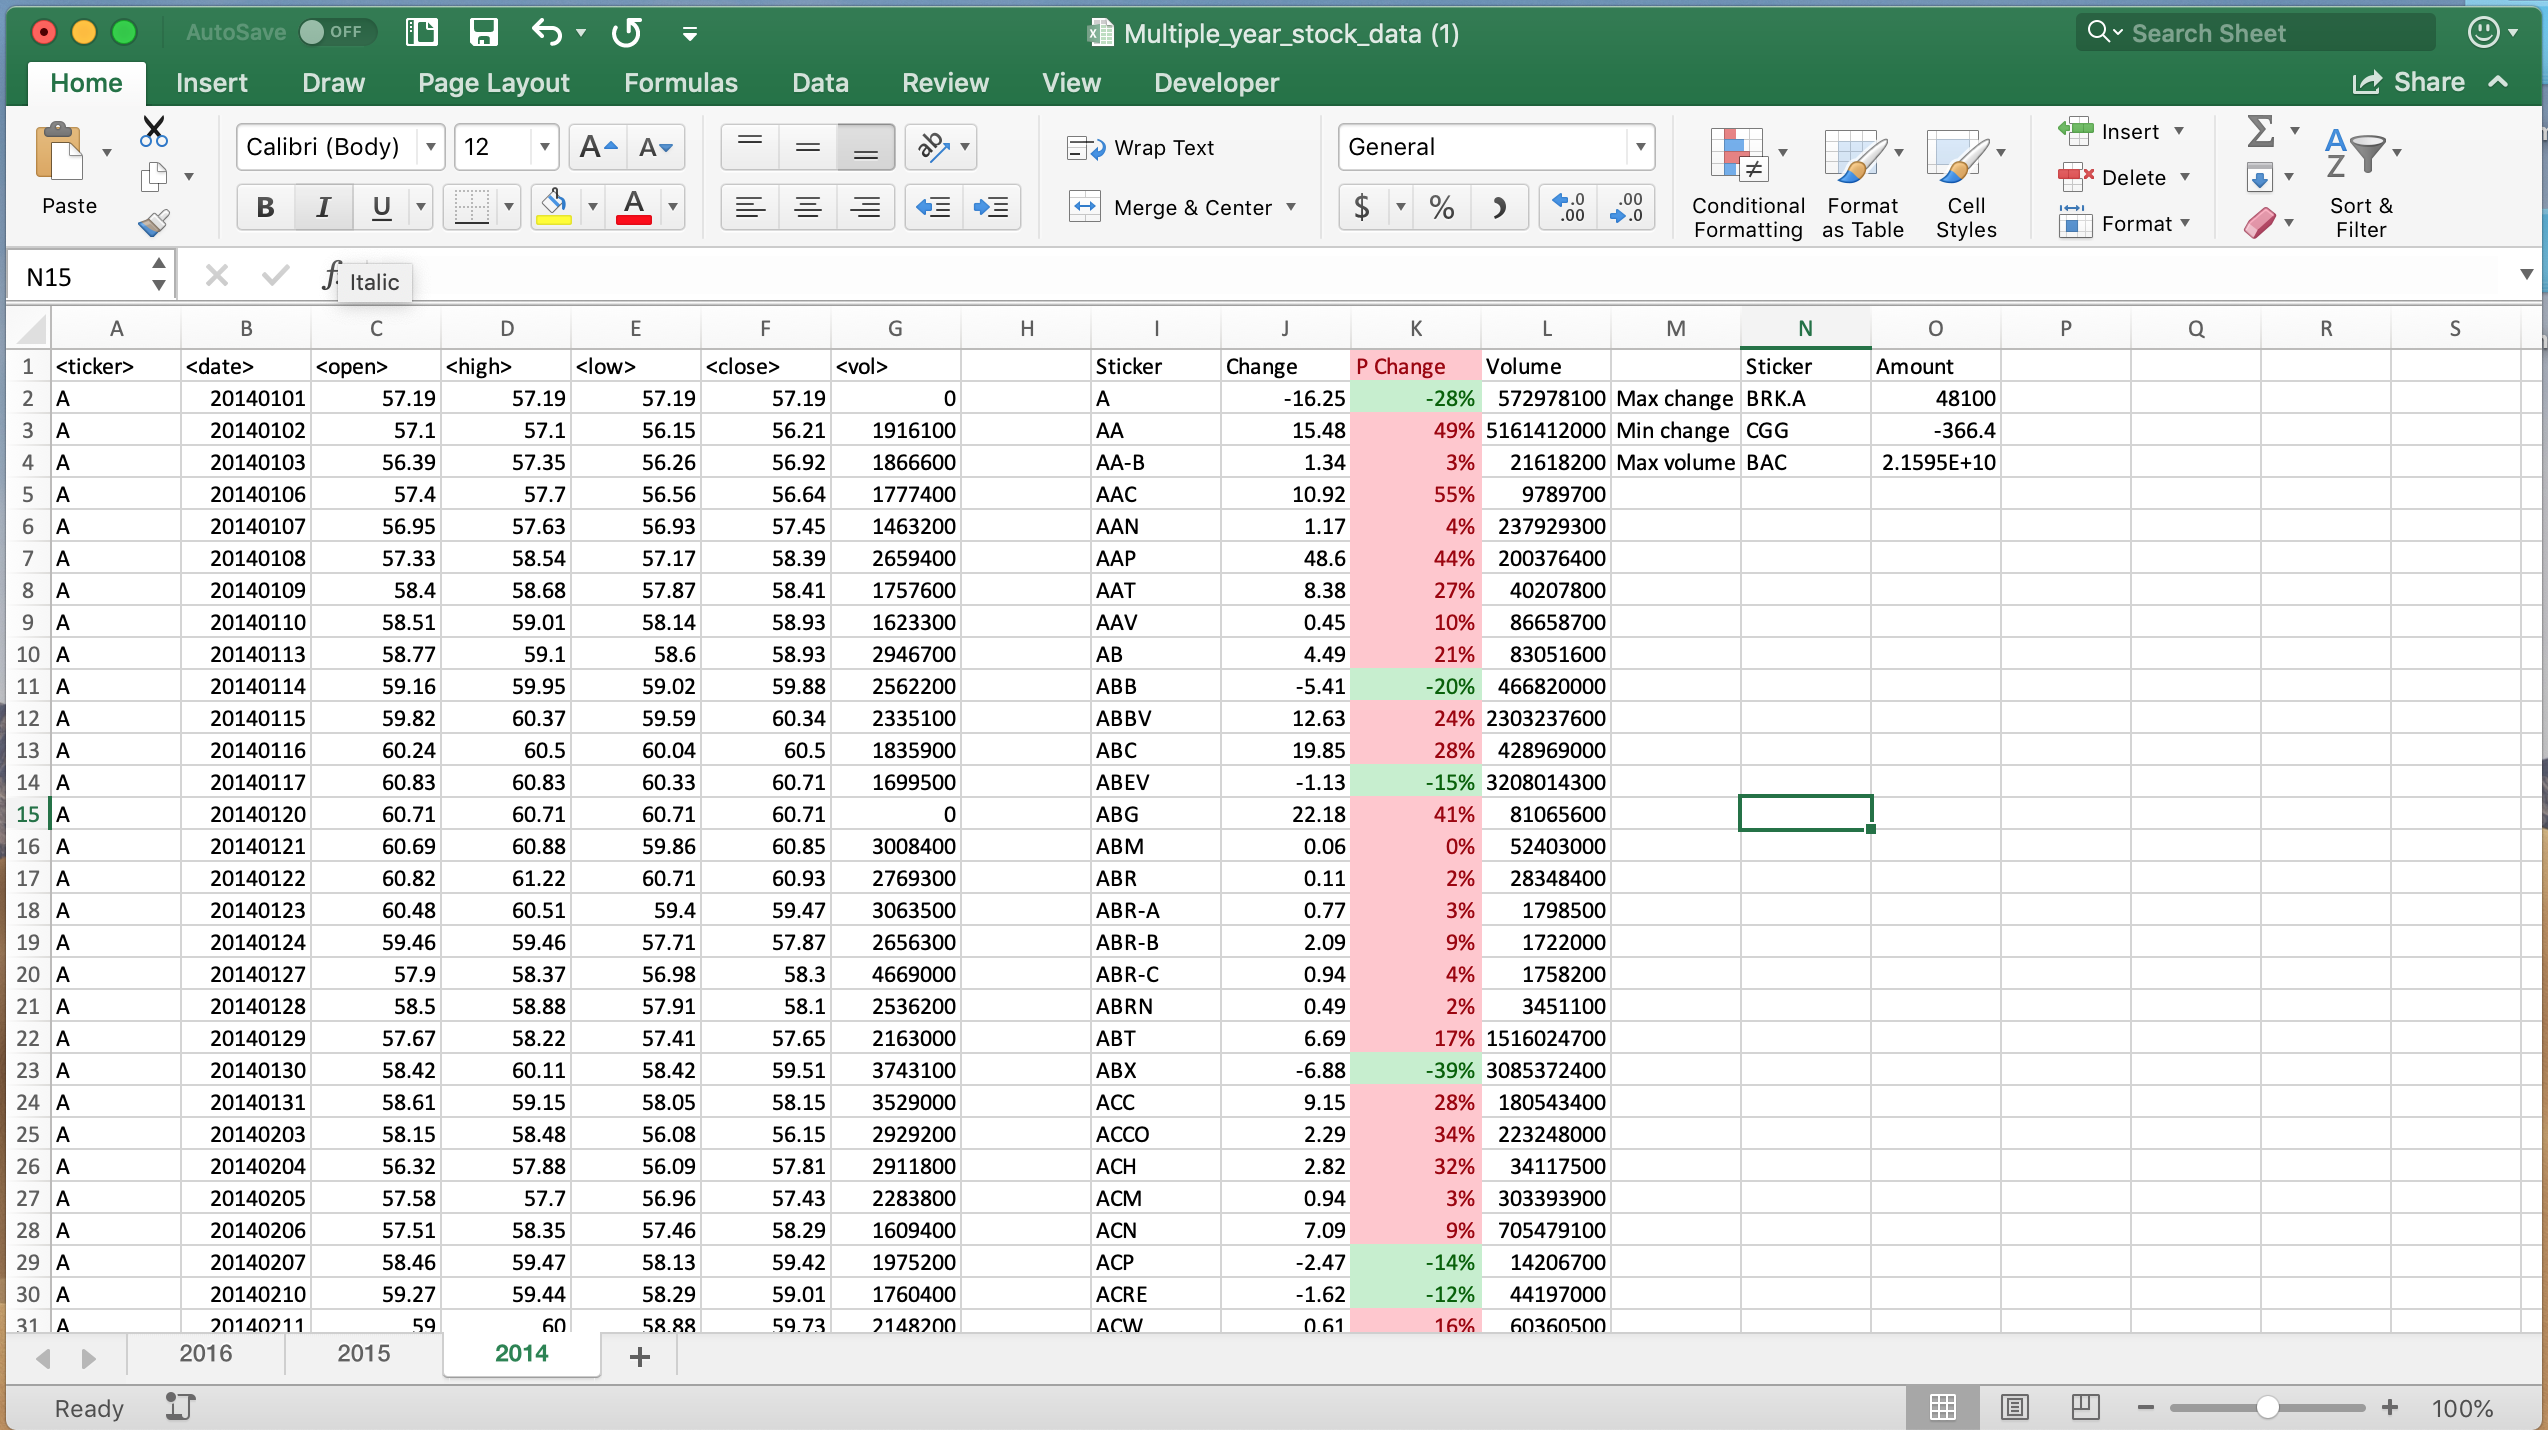 AutoSave OFF Multiple_year_stock_data (1) Search Sheet
Home Insert Draw Page Layout Formulas Data Review View Developer Share
Calibri (Body) 12 A A ab Wrap Text General Insert
Paste B I U A Merge & Center $ % .0 .00 .00 .0 Conditional Formatting Format as Table Cell Styles Delete Format A Z Sort & Filter
N15 Italic
A B C D E F G H I J K L M N O P Q R S
1 <ticker> <date> <open> <high> <low> <close> <vol> Sticker Change P Change Volume Sticker Amount
2 A 20140101 57.19 57.19 57.19 57.19 0 A -16.25 -28% 572978100 Max change BRK.A 48100
3 A 20140102 57.1 57.1 56.15 56.21 1916100 AA 15.48 49% 5161412000 Min change CGG -366.4
4 A 20140103 56.39 57.35 56.26 56.92 1866600 AA-B 1.34 3% 21618200 Max volume BAC 2.1595E+10
5 A 20140106 57.4 57.7 56.56 56.64 1777400 AAC 10.92 55% 9789700
6 A 20140107 56.95 57.63 56.93 57.45 1463200 AAN 1.17 4% 237929300
7 A 20140108 57.33 58.54 57.17 58.39 2659400 AAP 48.6 44% 200376400
8 A 20140109 58.4 58.68 57.87 58.41 1757600 AAT 8.38 27% 40207800
9 A 20140110 58.51 59.01 58.14 58.93 1623300 AAV 0.45 10% 86658700
10 A 20140113 58.77 59.1 58.6 58.93 2946700 AB 4.49 21% 83051600
11 A 20140114 59.16 59.95 59.02 59.88 2562200 ABB -5.41 -20% 466820000
12 A 20140115 59.82 60.37 59.59 60.34 2335100 ABBV 12.63 24% 2303237600
13 A 20140116 60.24 60.5 60.04 60.5 1835900 ABC 19.85 28% 428969000
14 A 20140117 60.83 60.83 60.33 60.71 1699500 ABEV -1.13 -15% 3208014300
15 A 20140120 60.71 60.71 60.71 60.71 0 ABG 22.18 41% 81065600
16 A 20140121 60.69 60.88 59.86 60.85 3008400 ABM 0.06 0% 52403000
17 A 20140122 60.82 61.22 60.71 60.93 2769300 ABR 0.11 2% 28348400
18 A 20140123 60.48 60.51 59.4 59.47 3063500 ABR-A 0.77 3% 1798500
19 A 20140124 59.46 59.46 57.71 57.87 2656300 ABR-B 2.09 9% 1722000
20 A 20140127 57.9 58.37 56.98 58.3 4669000 ABR-C 0.94 4% 1758200
21 A 20140128 58.5 58.88 57.91 58.1 2536200 ABRN 0.49 2% 3451100
22 A 20140129 57.67 58.22 57.41 57.65 2163000 ABT 6.69 17% 1516024700
23 A 20140130 58.42 60.11 58.42 59.51 3743100 ABX -6.88 -39% 3085372400
24 A 20140131 58.61 59.15 58.05 58.15 3529000 ACC 9.15 28% 180543400
25 A 20140203 58.15 58.48 56.08 56.15 2929200 ACCO 2.29 34% 223248000
26 A 20140204 56.32 57.88 56.09 57.81 2911800 ACH 2.82 32% 34117500
27 A 20140205 57.58 57.7 56.96 57.43 2283800 ACM 0.94 3% 303393900
28 A 20140206 57.51 58.35 57.46 58.29 1609400 ACN 7.09 9% 705479100
29 A 20140207 58.46 59.47 58.13 59.42 1975200 ACP -2.47 -14% 14206700
30 A 20140210 59.27 59.44 58.29 59.01 1760400 ACRE -1.62 -12% 44197000
31 A 20140211 59 60 58.88 59.73 2148200 ACW 0.61 16% 60360500
2016 2015 2014
Ready 100%